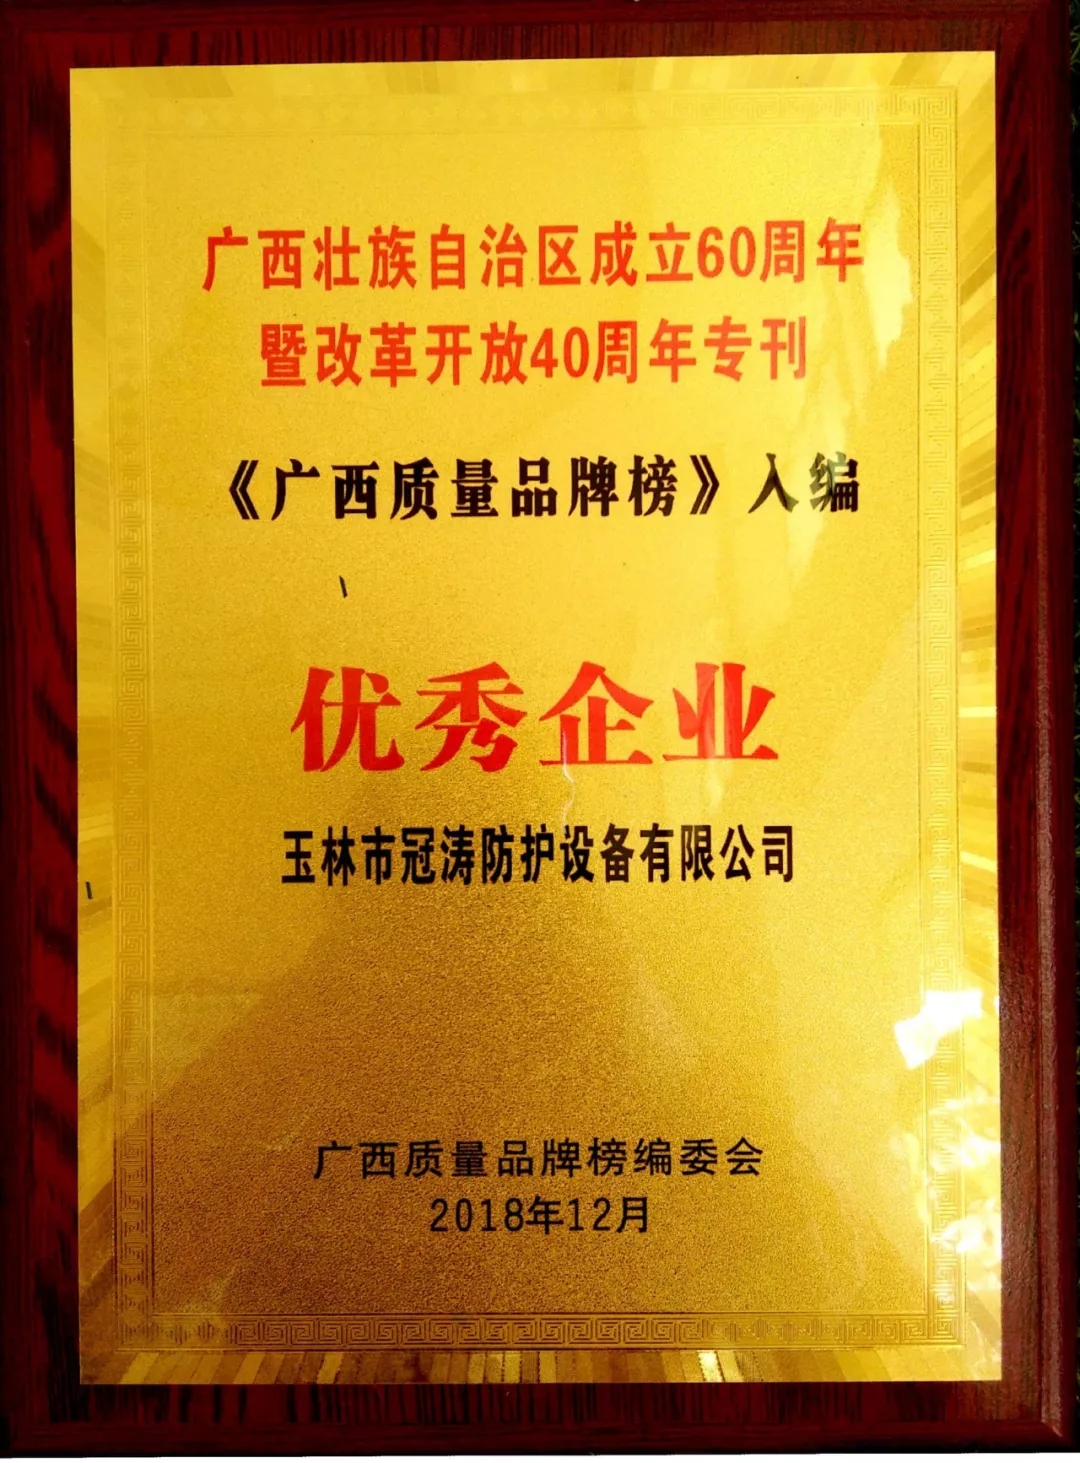 广西壮族自治区成立60周年
暨改革开放40周年专刊
《广西质量品牌榜》入编
优秀企业
玉林市冠涛防护设备有限公司
广西质量品牌榜编委会
2018年12月